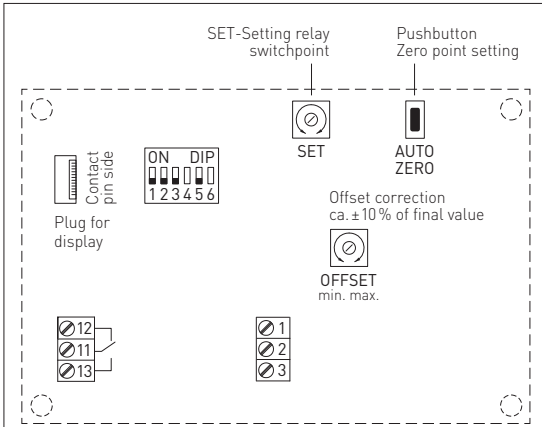 SET-Setting relay
switchpoint
Pushbutton
Zero point setting
SET
AUTO
ZERO
Contact
pin side
Plug for
display
ON DIP
1 2 3 4 5 6
Offset correction
ca. ± 10 % of final value
OFFSET
min. max.
12
11
13
1
2
3